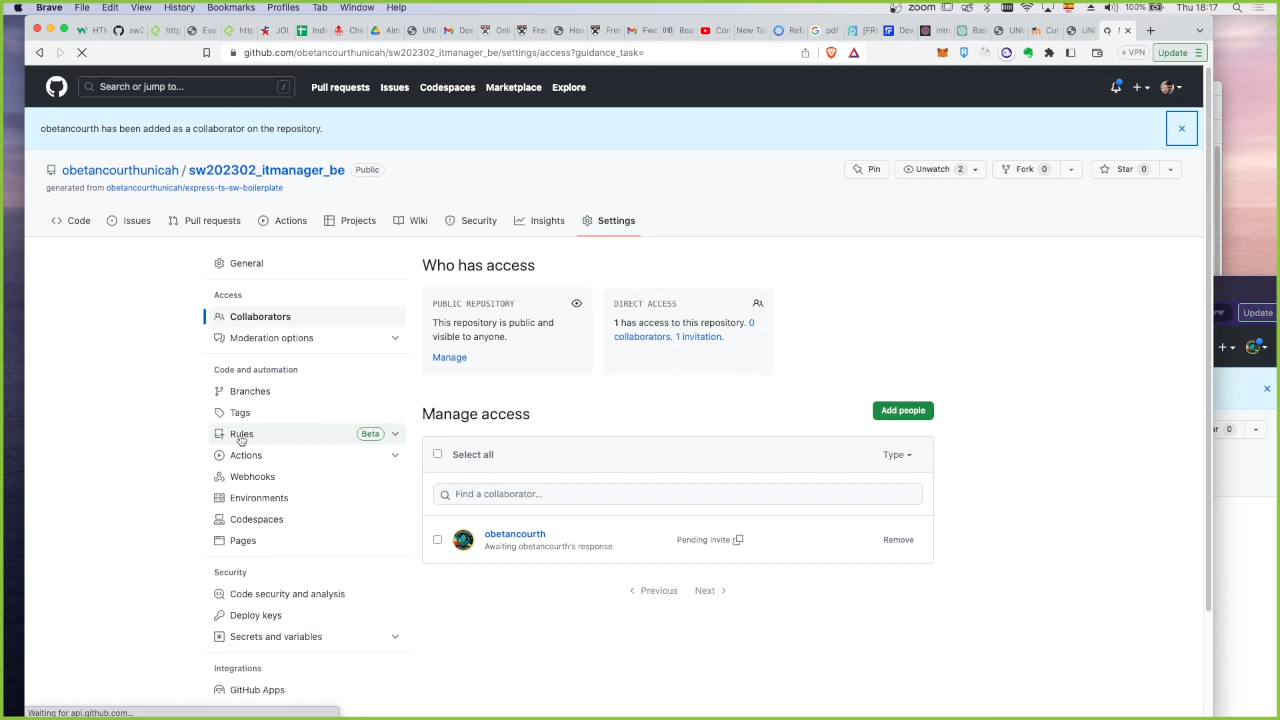 Brave File Edit View History Bookmarks Profiles Tab Window Help
zoom 100% Thu 18:17
github.com/obetancourthunicah/sw202302_itmanager_be/settings/access?guidance_task=
VPN Update
Search or jump to... /
Pull requests Issues Codespaces Marketplace Explore
obetancourth has been added as a collaborator on the repository.
obetancourthunicah / sw202302_itmanager_be Public
Pin Unwatch 2 Fork 0 Star 0
generated from obetancourthunicah/express-ts-sw-boilerplate
Code Issues Pull requests Actions Projects Wiki Security Insights Settings
General
Access
Collaborators
Moderation options
Code and automation
Branches
Tags
Rules Beta
Actions
Webhooks
Environments
Codespaces
Pages
Security
Code security and analysis
Deploy keys
Secrets and variables
Integrations
GitHub Apps
Who has access
PUBLIC REPOSITORY
This repository is public and
visible to anyone.
Manage
DIRECT ACCESS
1 has access to this repository. 0
collaborators. 1 invitation.
Manage access
Add people
Select all Type
Find a collaborator...
obetancourth
Awaiting obetancourth's response
Pending Invite
Remove
Previous Next
Update
Waiting for api.github.com...